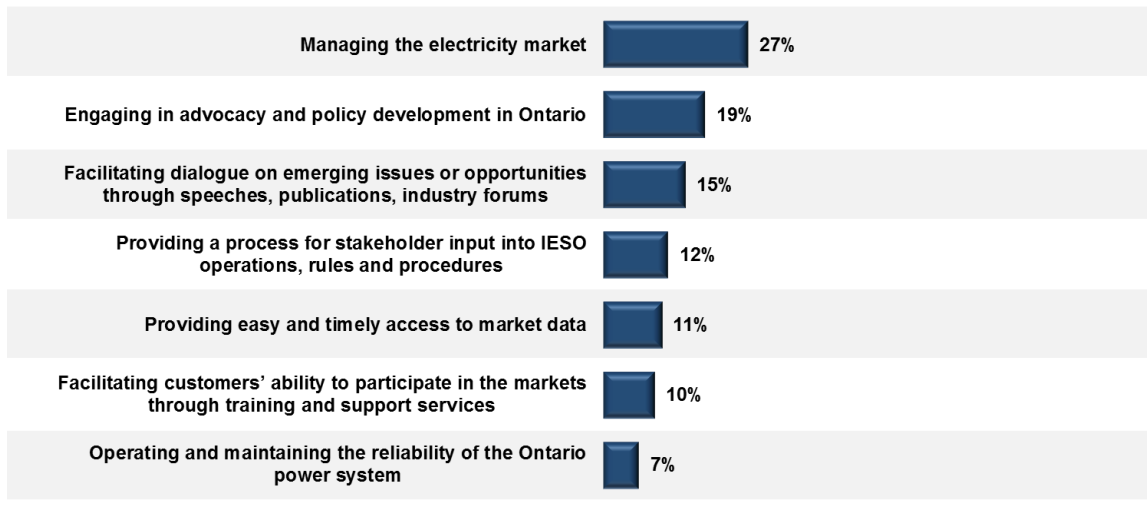 Managing the electricity market 27%
Engaging in advocacy and policy development in Ontario 19%
Facilitating dialogue on emerging issues or opportunities
through speeches, publications, industry forums 15%
Providing a process for stakeholder input into IESO
operations, rules and procedures 12%
Providing easy and timely access to market data 11%
Facilitating customers’ ability to participate in the markets
through training and support services 10%
Operating and maintaining the reliability of the Ontario
power system 7%